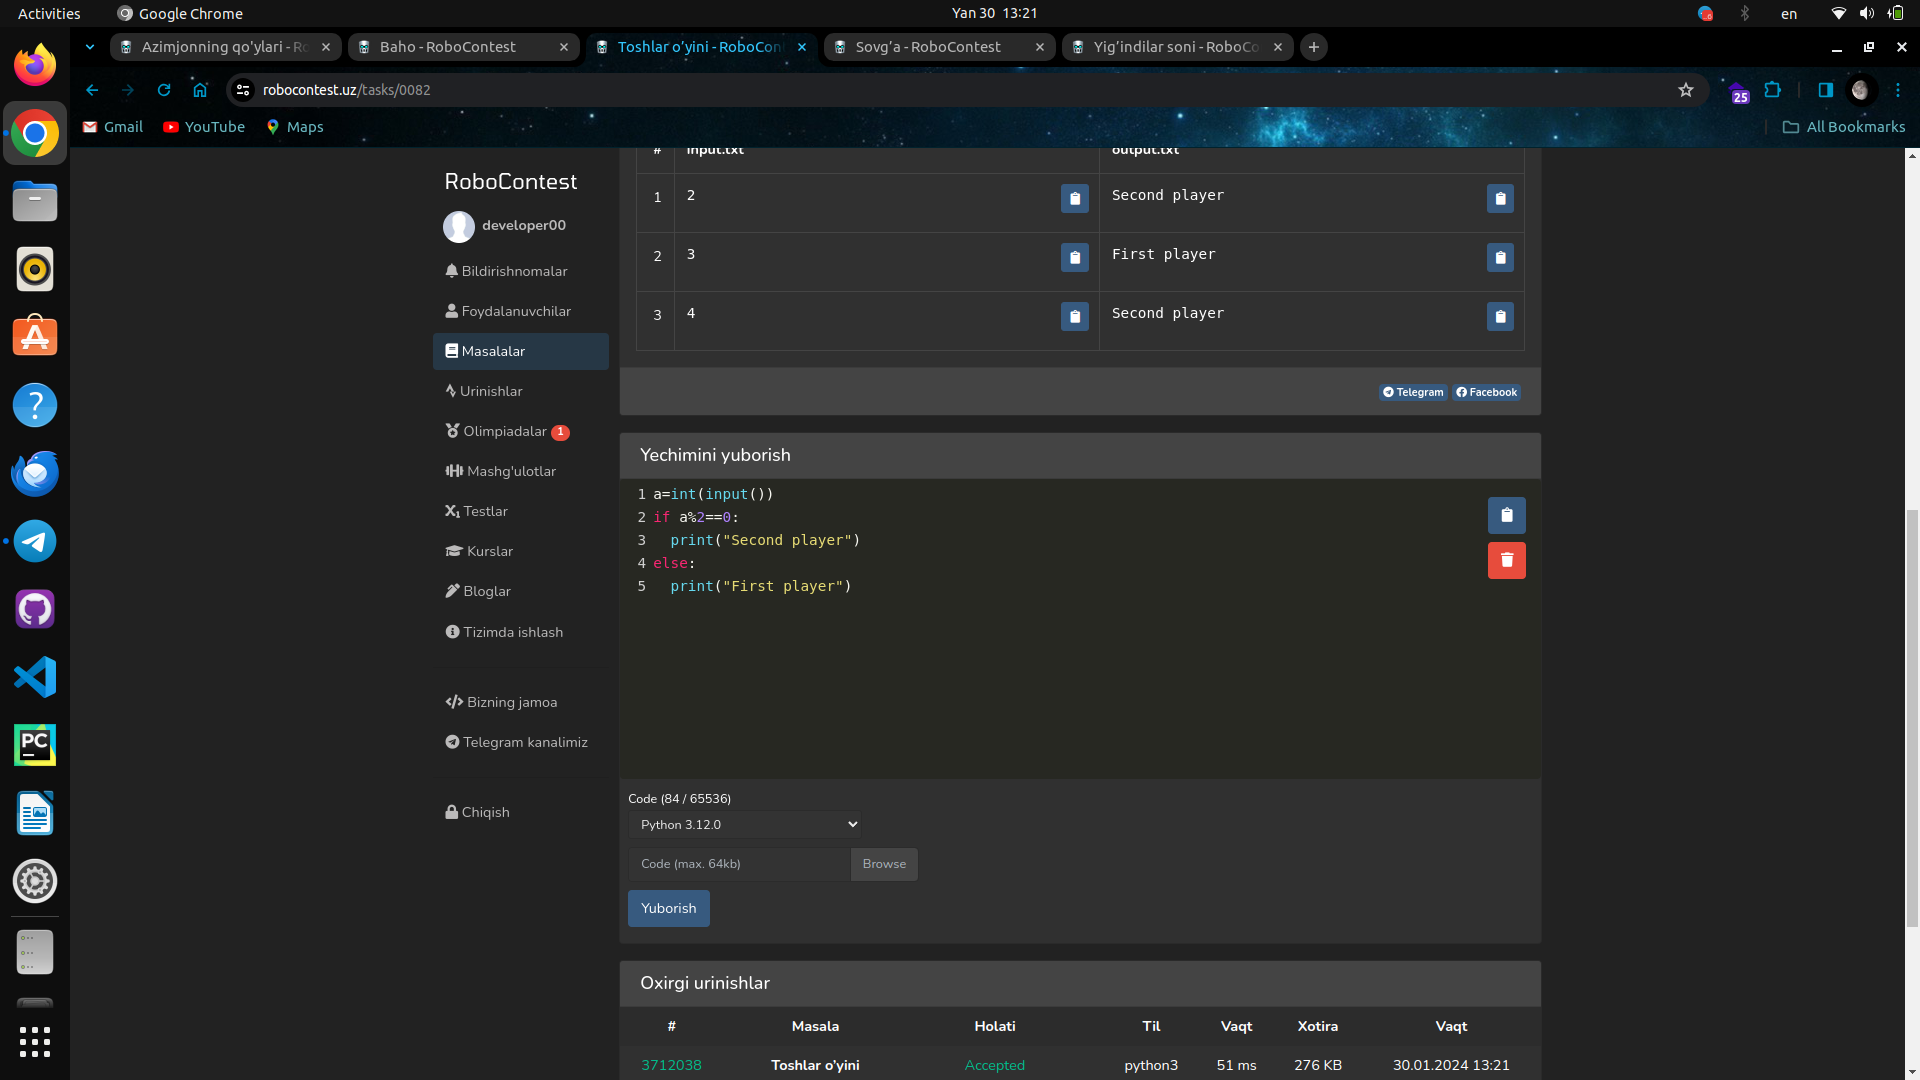 Activities
Google Chrome
Yan 30 13:21
en
Azimjonning qo'ylari - Ro
Baho - RoboContest
Toshlar o'yini - RoboCon
Sovg'a - RoboContest
Yig'indilar soni - RoboCo
robocontest.uz/tasks/0082
25
Gmail
YouTube
Maps
All Bookmarks
RoboContest
developer00
Bildirishnomalar
Foydalanuvchilar
Masalalar
Urinishlar
Olimpiadalar 1
Mashg'ulotlar
Testlar
Kurslar
Bloglar
Tizimda ishlash
Bizning jamoa
Telegram kanalimiz
Chiqish
# input.txt output.txt
1 2 Second player
2 3 First player
3 4 Second player
Telegram Facebook
Yechimini yuborish
1 a=int(input())
2 if a%2==0:
3 print("Second player")
4 else:
5 print("First player")
Code (84 / 65536)
Python 3.12.0
Code (max. 64kb) Browse
Yuborish
Oxirgi urinishlar
# Masala Holati Til Vaqt Xotira Vaqt
3712038 Toshlar o'yini Accepted python3 51 ms 276 KB 30.01.2024 13:21
PC